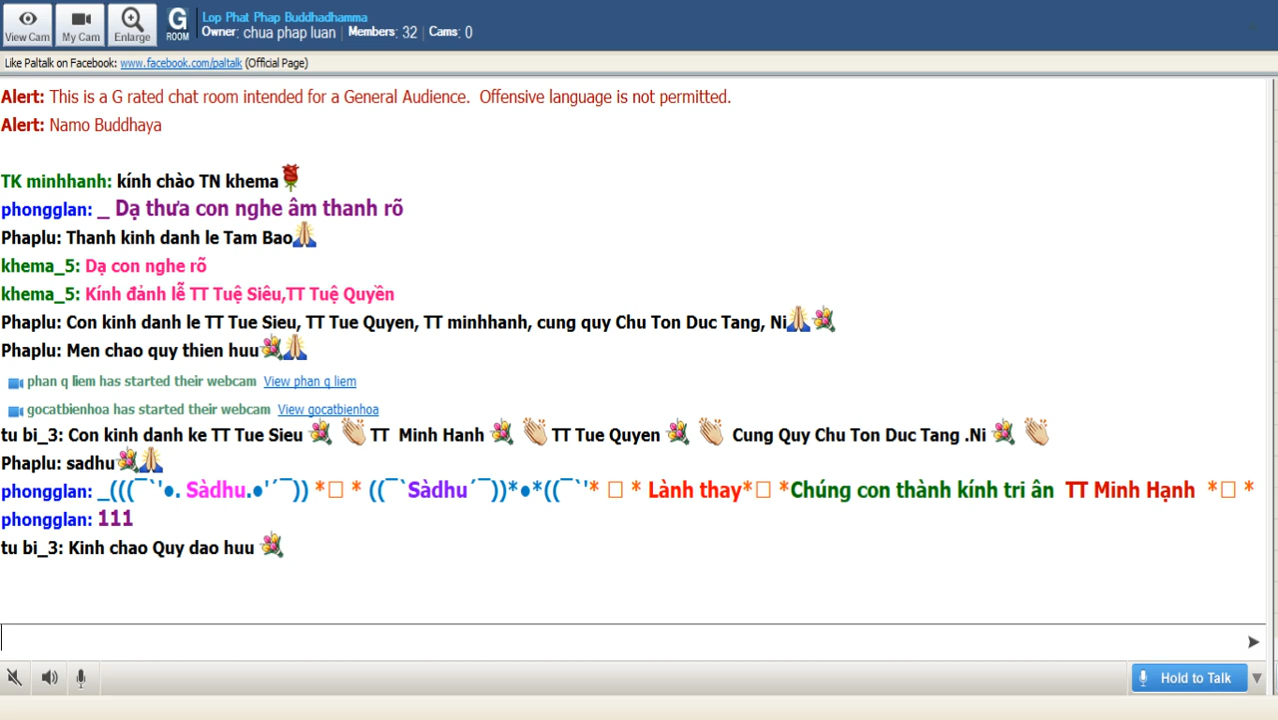 View Cam
My Cam
Enlarge
G
ROOM
Lop Phat Phap Buddhadhamma
Owner: chua phap luan | Members: 32 | Cams: 0
Like Paltalk on Facebook: www.facebook.com/paltalk (Official Page)
Alert: This is a G rated chat room intended for a General Audience. Offensive language is not permitted.
Alert: Namo Buddhaya
TK minhhanh: kính chào TN khema
phongglan: _ Dạ thưa con nghe âm thanh rõ
Phaplu: Thanh kinh danh le Tam Bao
khema_5: Dạ con nghe rõ
khema_5: Kính đảnh lễ TT Tuệ Siêu,TT Tuệ Quyền
Phaplu: Con kinh danh le TT Tue Sieu, TT Tue Quyen, TT minhhanh, cung quy Chu Ton Duc Tang, Ni
Phaplu: Men chao quy thien huu
phan q liem has started their webcam View phan q liem
gocatbienhoa has started their webcam View gocatbienhoa
tu bi_3: Con kinh danh ke TT Tue Sieu TT Minh Hanh TT Tue Quyen Cung Quy Chu Ton Duc Tang .Ni
Phaplu: sadhu
phongglan: _(((¯`'●. Sàdhu.●'´¯)) *□ * ((¯`Sàdhu´¯))*●*((¯`'* □ * Lành thay*□ *Chúng con thành kính tri ân TT Minh Hạnh *□ *
phongglan: 111
tu bi_3: Kinh chao Quy dao huu
Hold to Talk